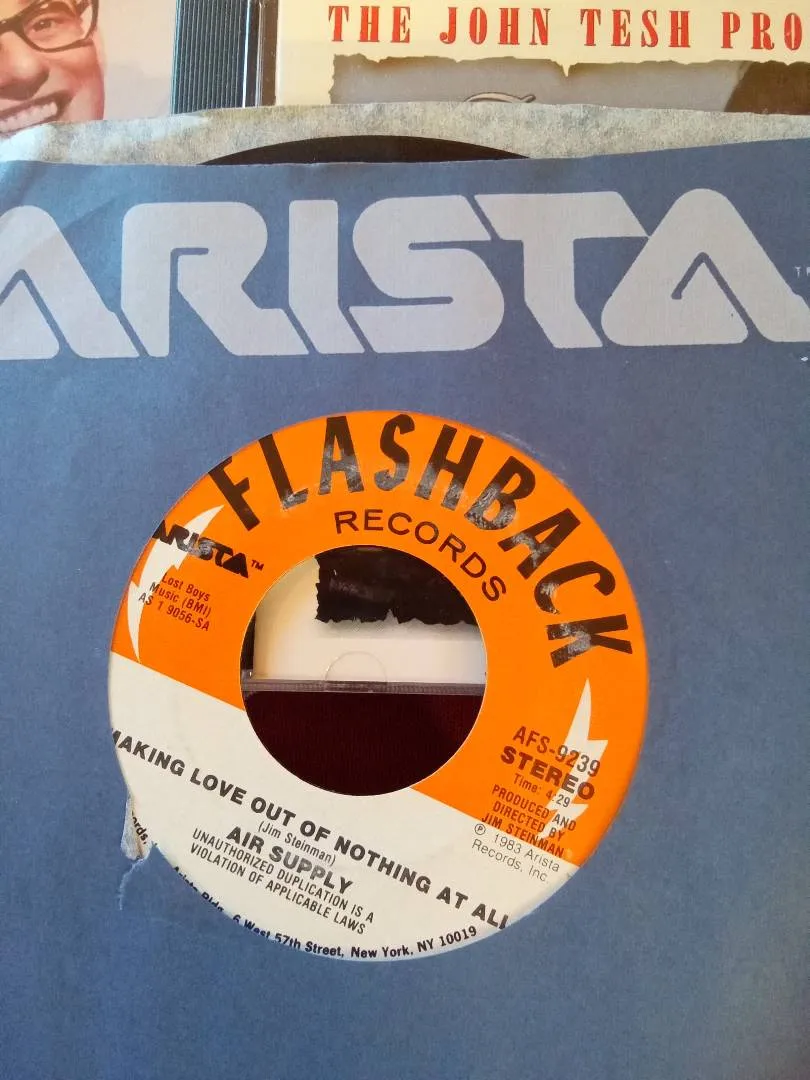 THE JOHN TESH PRO
ARISTA
FLASHBACK
RECORDS
ARISTA™
Lost Boys
Music (BMI)
AS 1 9056-SA
AFS-9239
STEREO
Time: 4:29
PRODUCED AND
DIRECTED BY
JIM STEINMAN
℗ 1983 Arista
Records, Inc.
MAKING LOVE OUT OF NOTHING AT ALL
(Jim Steinman)
AIR SUPPLY
UNAUTHORIZED DUPLICATION IS A
VIOLATION OF APPLICABLE LAWS
Arista Bldg. 6 West 57th Street, New York, NY 10019